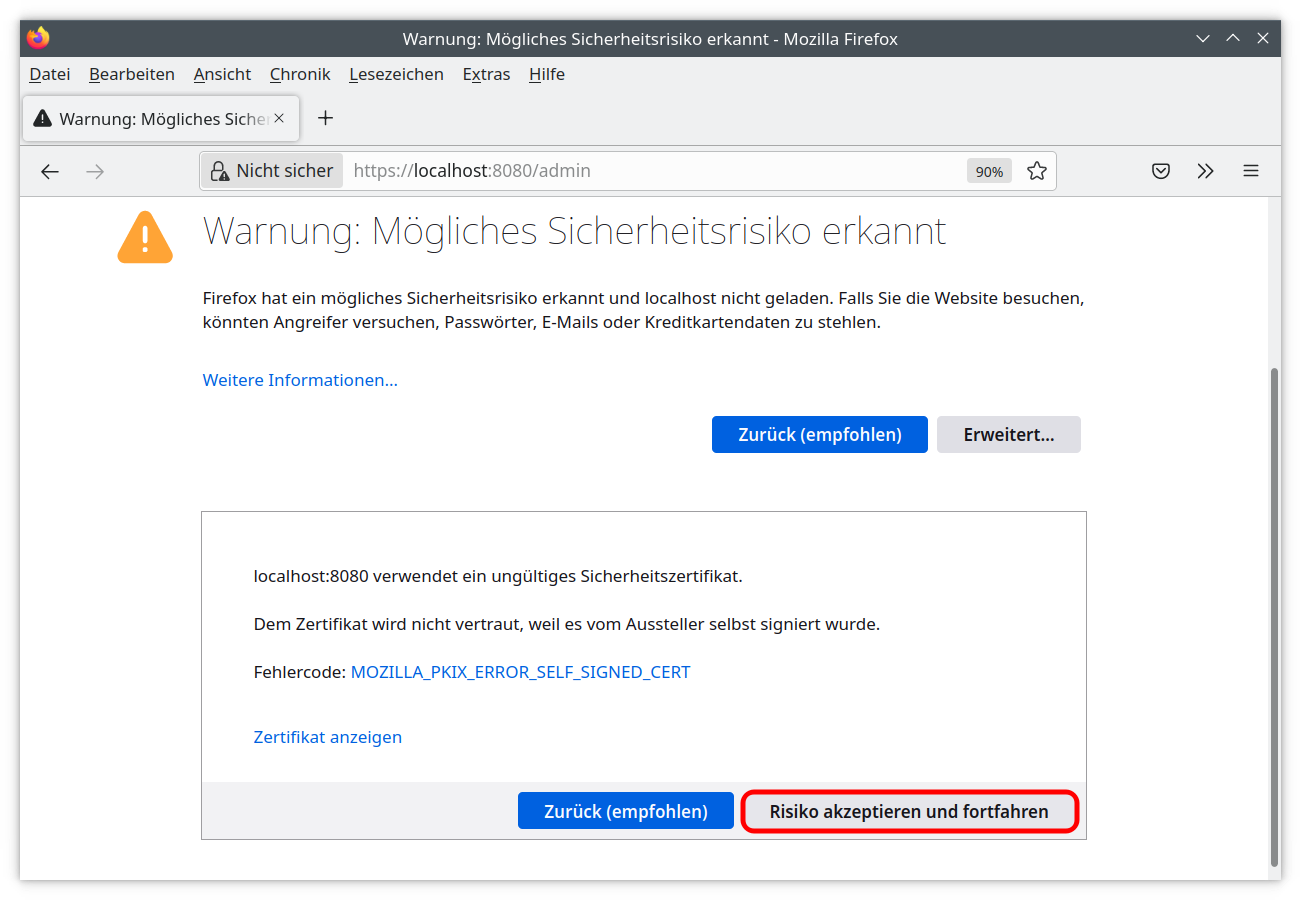 Warnung: Mögliches Sicherheitsrisiko erkannt - Mozilla Firefox
Datei Bearbeiten Ansicht Chronik Lesezeichen Extras Hilfe
Warnung: Mögliches Siche
Nicht sicher https://localhost:8080/admin 90%
Warnung: Mögliches Sicherheitsrisiko erkannt
Firefox hat ein mögliches Sicherheitsrisiko erkannt und localhost nicht geladen. Falls Sie die Website besuchen,
könnten Angreifer versuchen, Passwörter, E-Mails oder Kreditkartendaten zu stehlen.
Weitere Informationen…
Zurück (empfohlen) Erweitert…
localhost:8080 verwendet ein ungültiges Sicherheitszertifikat.
Dem Zertifikat wird nicht vertraut, weil es vom Aussteller selbst signiert wurde.
Fehlercode: MOZILLA_PKIX_ERROR_SELF_SIGNED_CERT
Zertifikat anzeigen
Zurück (empfohlen) Risiko akzeptieren und fortfahren